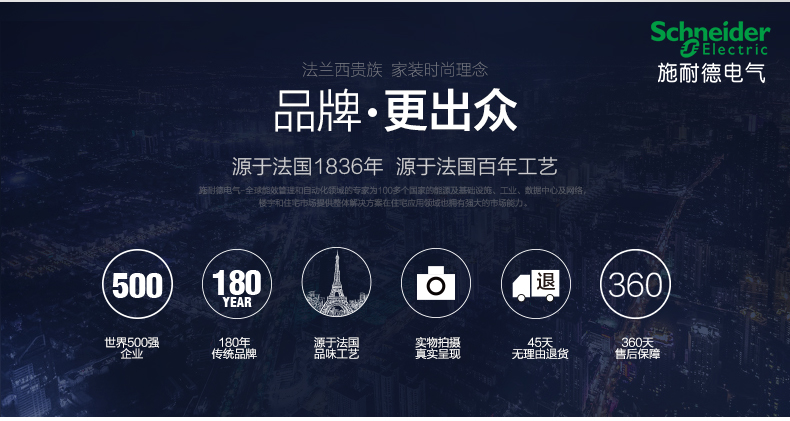 Schneider
Electric
施耐德电气
法兰西贵族 家装时尚理念
品牌·更出众
源于法国1836年 源于法国百年工艺
施耐德电气-全球能效管理和自动化领域的专家为100多个国家的能源及基础设施、工业、数据中心及网络、
楼宇和住宅市场提供整体解决方案在住宅应用领域也拥有强大的市场能力。
500
180
YEAR
退
360
世界500强
企业
180年
传统品牌
源于法国
品味工艺
实物拍摄
真实呈现
45天
无理由退货
360天
售后保障